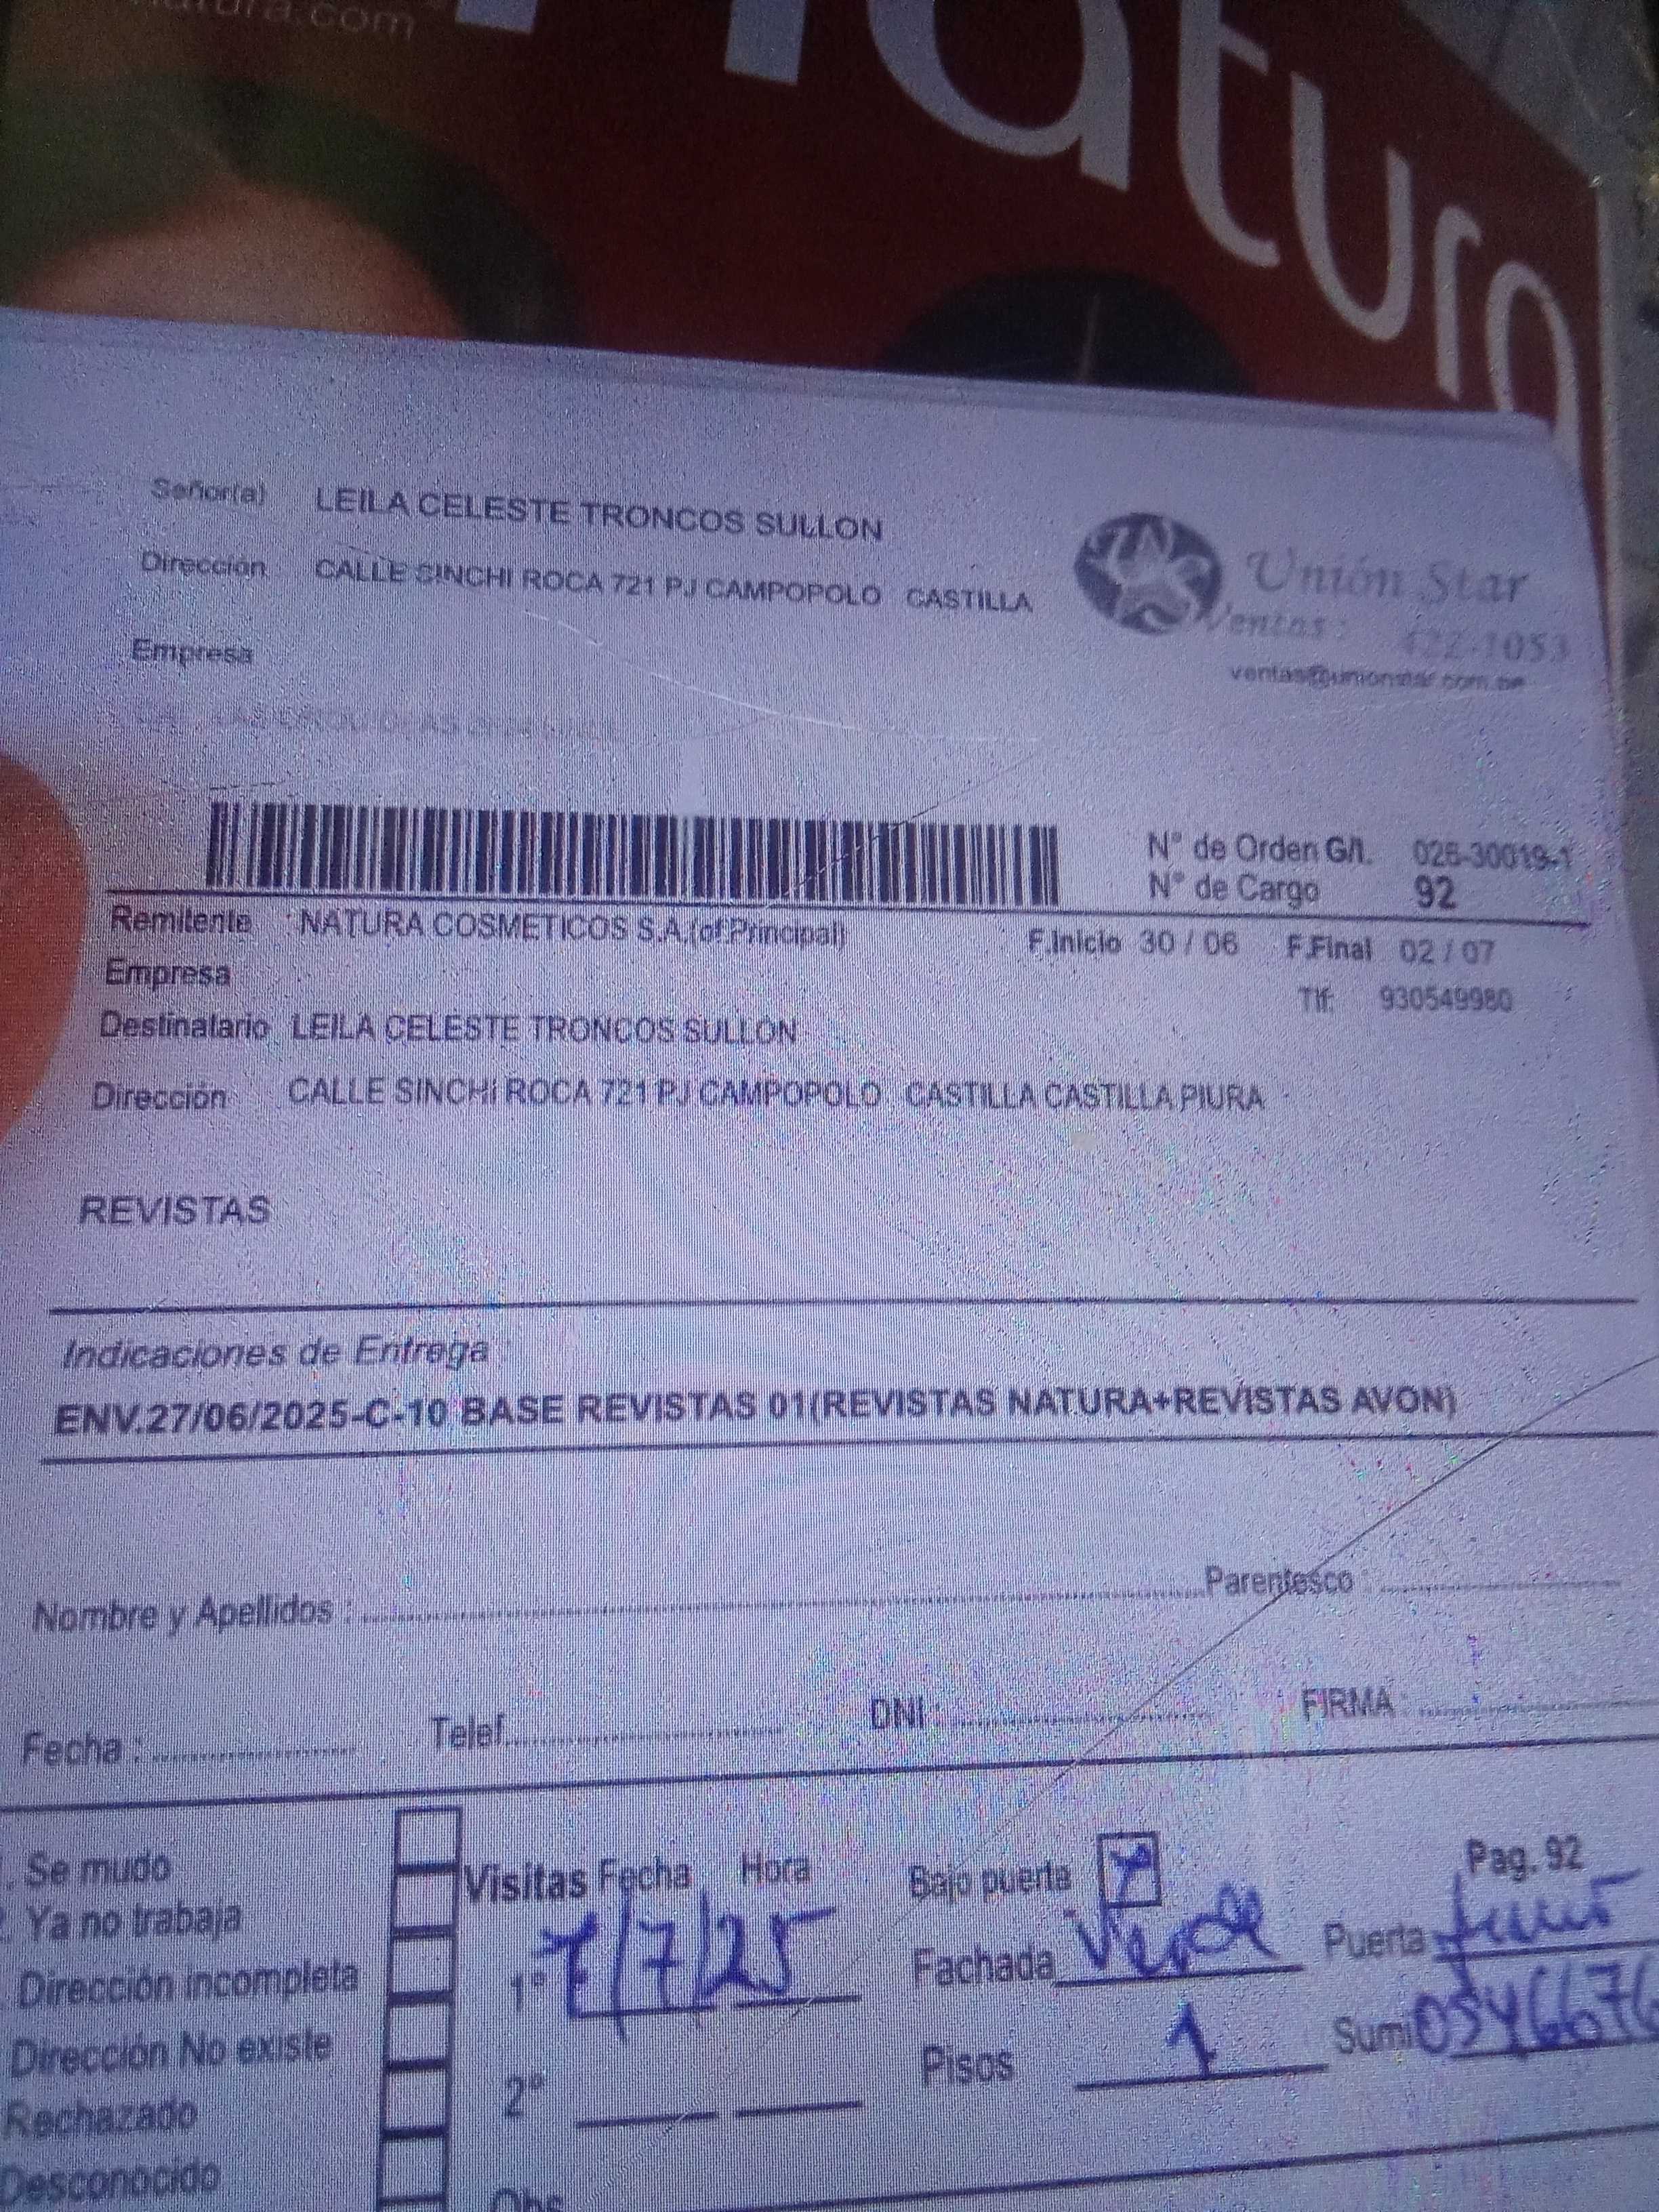 natura.com
natura
Señor(a) LEILA CELESTE TRONCOS SULLON
Dirección CALLE SINCHI ROCA 721 PJ CAMPOPOLO CASTILLA
Unión Star
Ventas: 422-1053
ventas@unionstar.com.pe
Empresa
N° de Orden G/I. 026-30019-1
N° de Cargo 92
Remitente : NATURA COSMETICOS S.A.(of.Principal)
F.Inicio 30 / 06 F.Final 02 / 07
Empresa
Tlf: 930549980
Destinatario LEILA CELESTE TRONCOS SULLON
Dirección CALLE SINCHI ROCA 721 PJ CAMPOPOLO CASTILLA CASTILLA PIURA
REVISTAS
Indicaciones de Entrega :
ENV.27/06/2025-C-10 BASE REVISTAS 01(REVISTAS NATURA+REVISTAS AVON)
Nombre y Apellidos : Parentesco :
Fecha : Telef. DNI : FIRMA :
Se mudo
Ya no trabaja
Dirección incompleta
Dirección No existe
Rechazado
Desconocido
Visitas Fecha Hora
1° /7/25
2°
Obs
Bajo puerta
Pag. 92
Fachada Verde Puerta
Pisos 1 Sumi 0546676